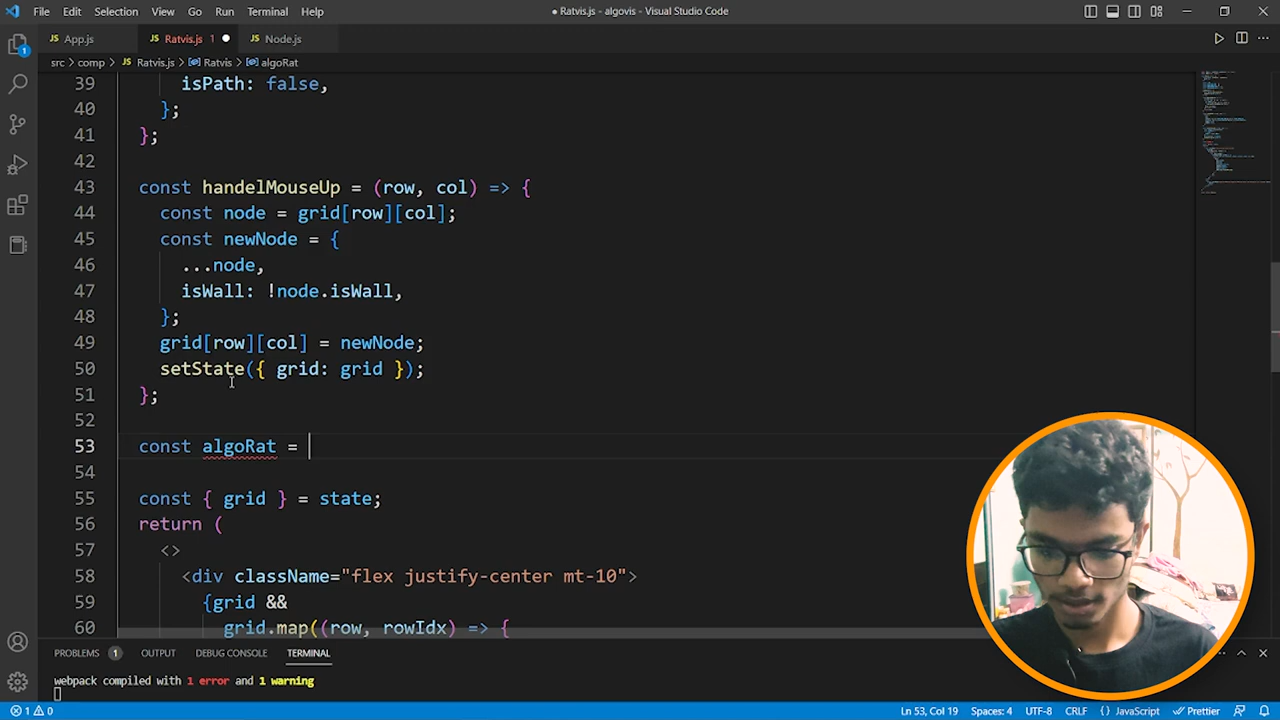 File Edit Selection View Go Run Terminal Help ● Ratvis.js - algovis - Visual Studio Code
JS App.js JS Ratvis.js 1 ● JS Node.js
src > comp > JS Ratvis.js > Ratvis > algoRat
39 isPath: false,
40 };
41 };
42
43 const handelMouseUp = (row, col) => {
44 const node = grid[row][col];
45 const newNode = {
46 ...node,
47 isWall: !node.isWall,
48 };
49 grid[row][col] = newNode;
50 setState({ grid: grid });
51 };
52
53 const algoRat =
54
55 const { grid } = state;
56 return (
57 <>
58 <div className="flex justify-center mt-10">
59 {grid &&
60 grid.map((row, rowIdx) => {
PROBLEMS 1 OUTPUT DEBUG CONSOLE TERMINAL
webpack compiled with 1 error and 1 warning
1 0 Ln 53, Col 19 Spaces: 4 UTF-8 CRLF {} JavaScript Prettier